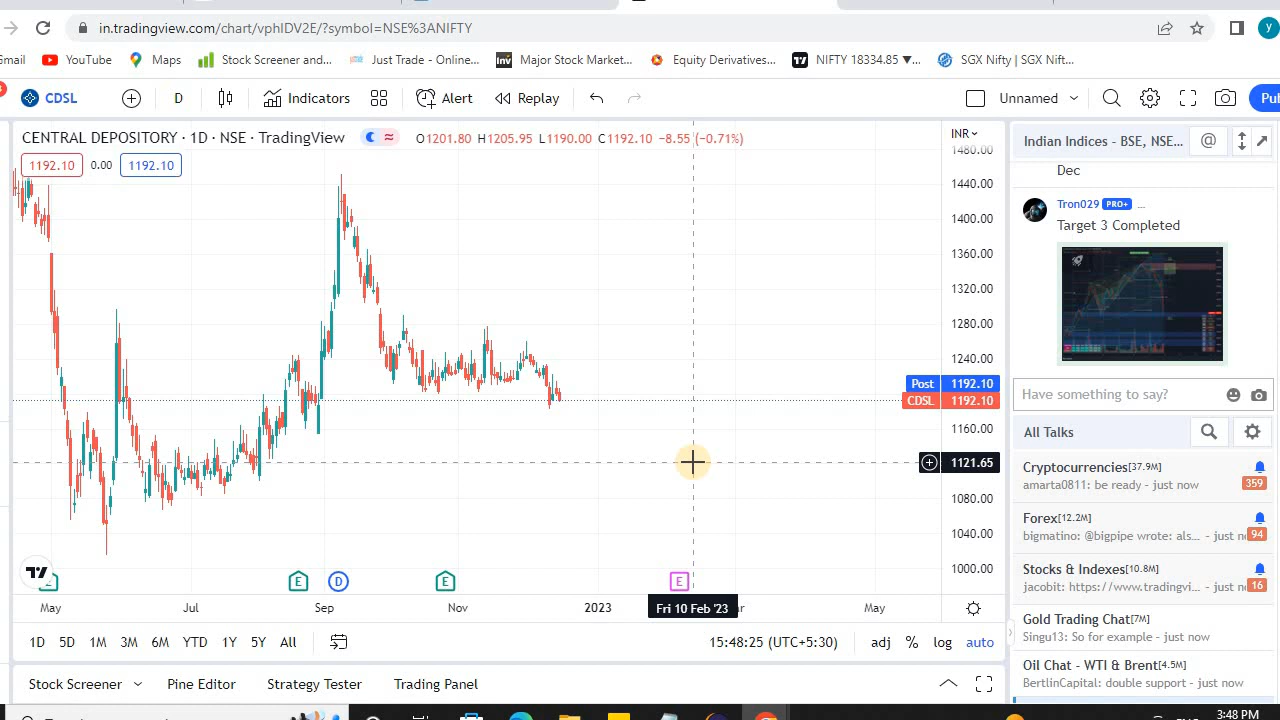 in.tradingview.com/chart/vphIDV2E/?symbol=NSE%3ANIFTY
y
Gmail YouTube Maps Stock Screener and... Just Trade - Online... Major Stock Market... Equity Derivatives... NIFTY 18334.85 ▼... SGX Nifty | SGX Nift...
CDSL D Indicators Alert Replay Unnamed Pu
CENTRAL DEPOSITORY · 1D · NSE · TradingView O1201.80 H1205.95 L1190.00 C1192.10 −8.55 (−0.71%)
1192.10 0.00 1192.10
INR
1480.00
1440.00
1400.00
1360.00
1320.00
1280.00
1240.00
Post 1192.10
CDSL 1192.10
1160.00
1121.65
1080.00
1040.00
1000.00
E E D E E
May Jul Sep Nov 2023 Fri 10 Feb '23 ar May
1D 5D 1M 3M 6M YTD 1Y 5Y All 15:48:25 (UTC+5:30) adj % log auto
Stock Screener Pine Editor Strategy Tester Trading Panel
Indian Indices - BSE, NSE... @
Dec
Tron029 PRO+ ...
Target 3 Completed
Have something to say?
All Talks
Cryptocurrencies[37.9M]
amarta0811: be ready - just now 359
Forex[12.2M]
bigmatino: @bigpipe wrote: als... - just n 94
Stocks & Indexes[10.8M]
jacobit: https://www.tradingvi... - just n 16
Gold Trading Chat[7M]
Singu13: So for example - just now
Oil Chat - WTI & Brent[4.5M]
BertlinCapital: double support - just now
3:48 PM